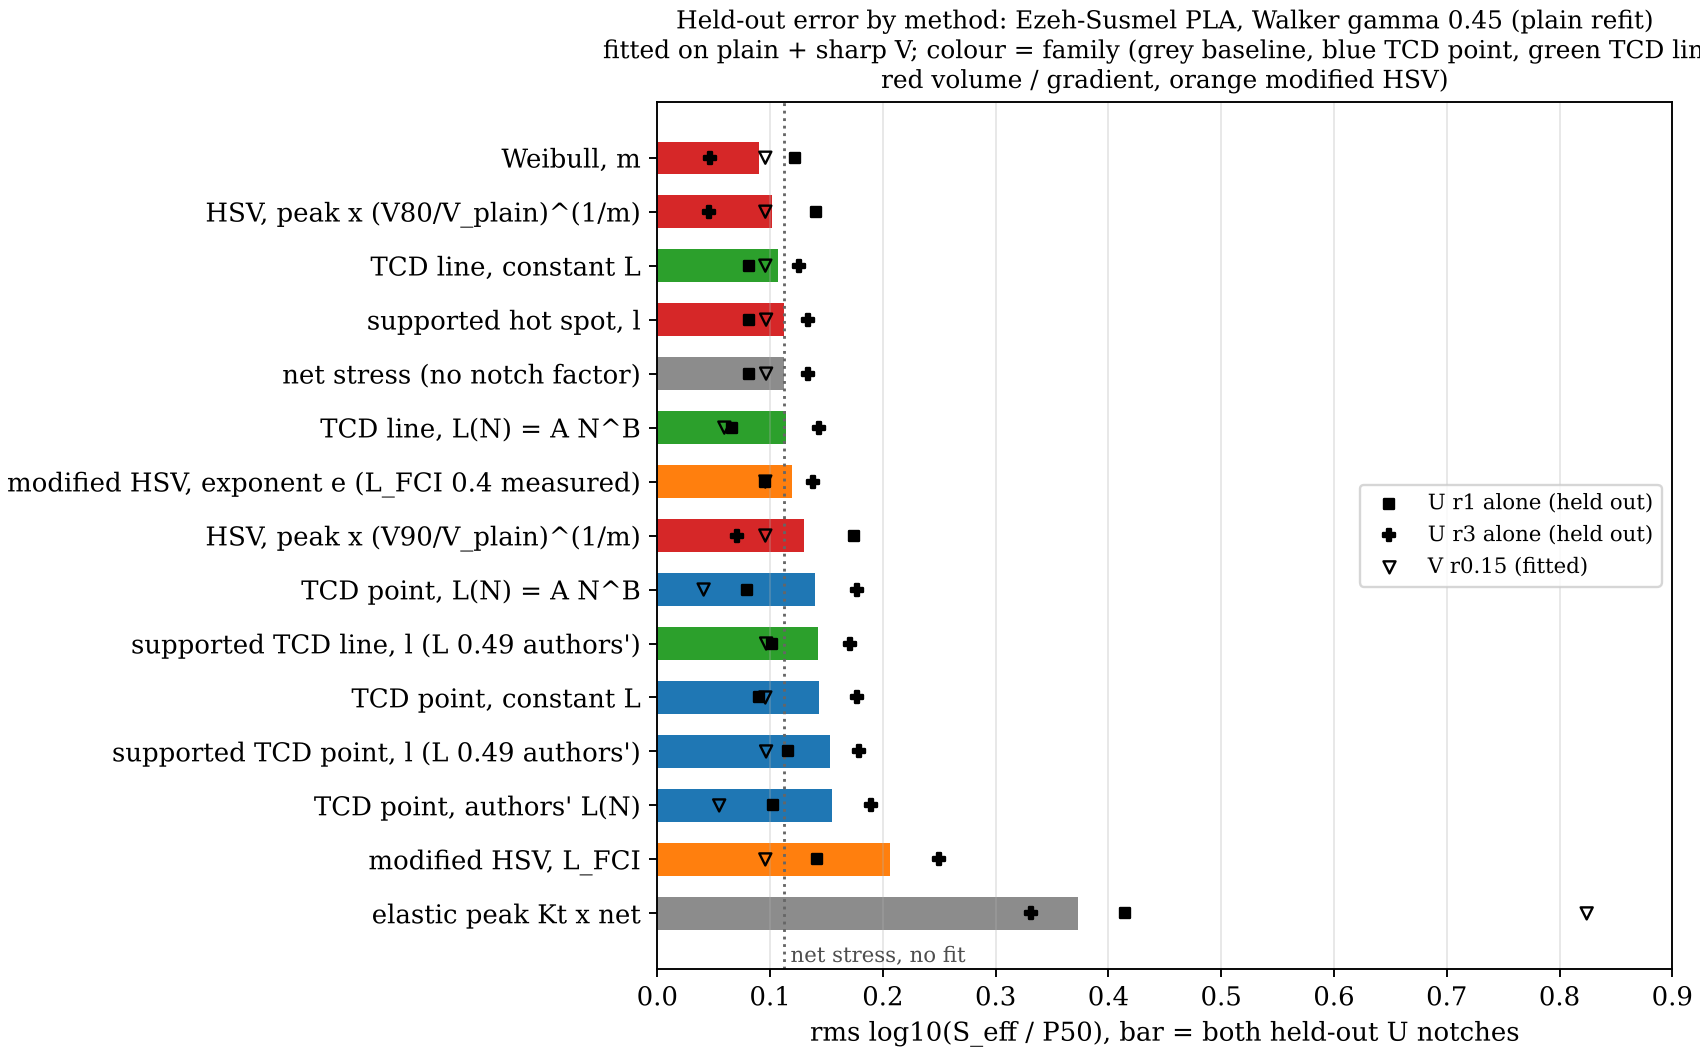 Held-out error by method: Ezeh-Susmel PLA, Walker gamma 0.45 (plain refit)
fitted on plain + sharp V; colour = family (grey baseline, blue TCD point, green TCD lin
red volume / gradient, orange modified HSV)
Weibull, m
HSV, peak x (V80/V_plain)^(1/m)
TCD line, constant L
supported hot spot, l
net stress (no notch factor)
TCD line, L(N) = A N^B
modified HSV, exponent e (L_FCI 0.4 measured)
HSV, peak x (V90/V_plain)^(1/m)
TCD point, L(N) = A N^B
supported TCD line, l (L 0.49 authors')
TCD point, constant L
supported TCD point, l (L 0.49 authors')
TCD point, authors' L(N)
modified HSV, L_FCI
elastic peak Kt x net
U r1 alone (held out)
U r3 alone (held out)
V r0.15 (fitted)
net stress, no fit
0.0 0.1 0.2 0.3 0.4 0.5 0.6 0.7 0.8 0.9
rms log10(S_eff / P50), bar = both held-out U notches